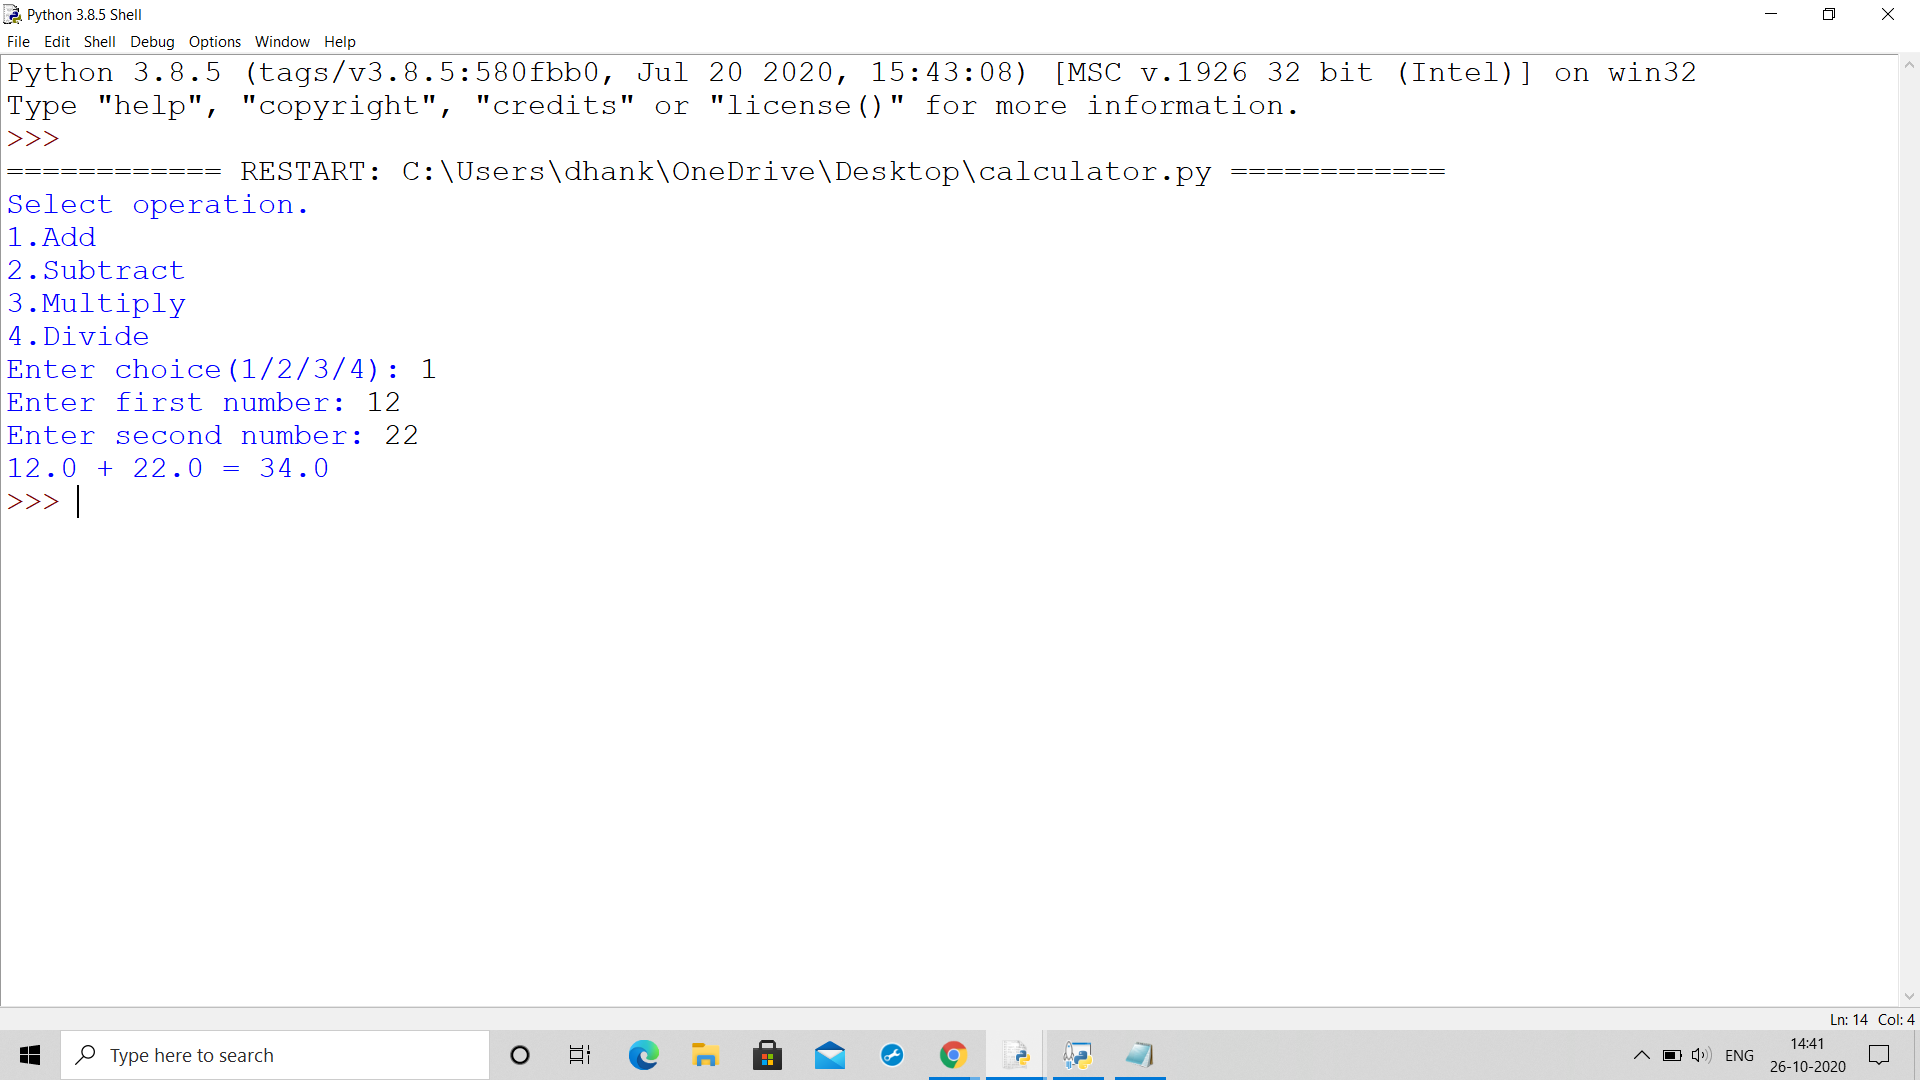 Python 3.8.5 Shell
File Edit Shell Debug Options Window Help
Python 3.8.5 (tags/v3.8.5:580fbb0, Jul 20 2020, 15:43:08) [MSC v.1926 32 bit (Intel)] on win32
Type "help", "copyright", "credits" or "license()" for more information.
>>>
============ RESTART: C:\Users\dhank\OneDrive\Desktop\calculator.py ============
Select operation.
1.Add
2.Subtract
3.Multiply
4.Divide
Enter choice(1/2/3/4): 1
Enter first number: 12
Enter second number: 22
12.0 + 22.0 = 34.0
>>>
Ln: 14 Col: 4
Type here to search
ENG
14:41
26-10-2020